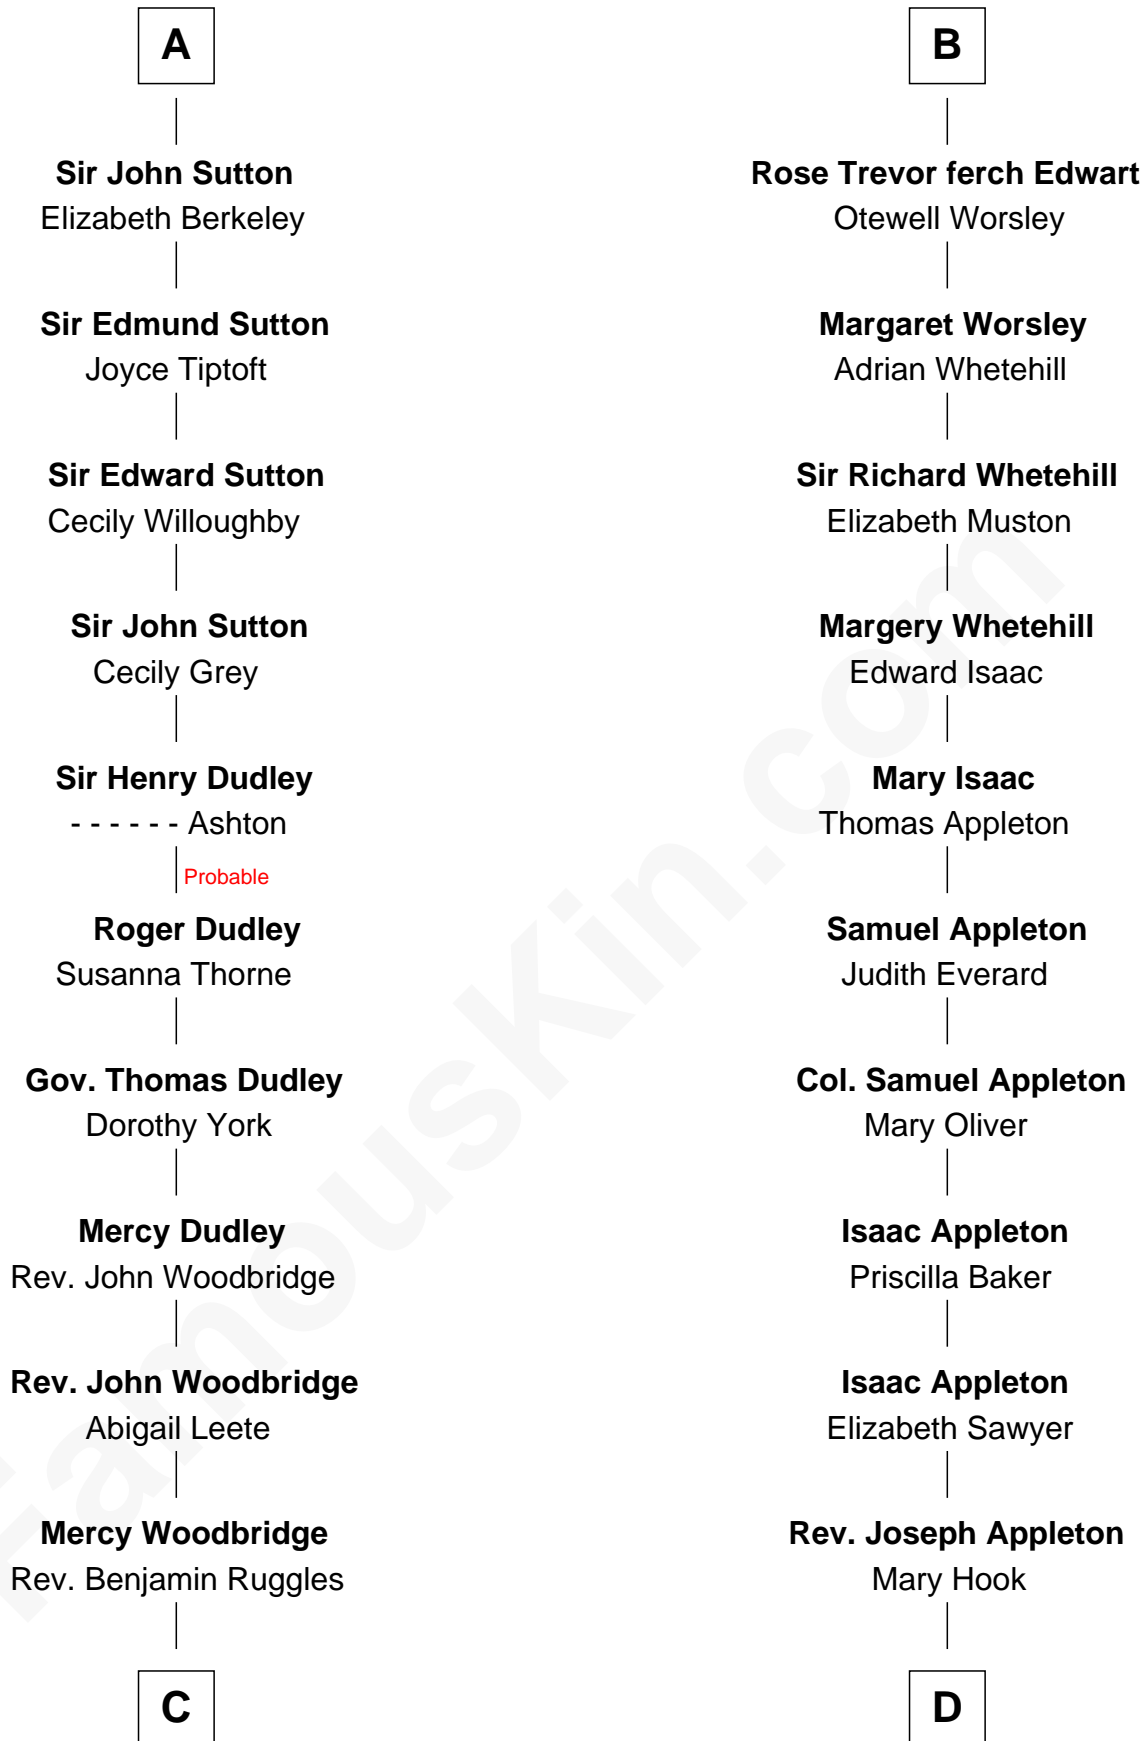 A
Sir John Sutton
Elizabeth Berkeley
Sir Edmund Sutton
Joyce Tiptoft
Sir Edward Sutton
Cecily Willoughby
Sir John Sutton
Cecily Grey
Sir Henry Dudley
- - - - - - Ashton
Probable
Roger Dudley
Susanna Thorne
Gov. Thomas Dudley
Dorothy York
Mercy Dudley
Rev. John Woodbridge
Rev. John Woodbridge
Abigail Leete
Mercy Woodbridge
Rev. Benjamin Ruggles
C
B
Rose Trevor ferch Edwart
Otewell Worsley
Margaret Worsley
Adrian Whetehill
Sir Richard Whetehill
Elizabeth Muston
Margery Whetehill
Edward Isaac
Mary Isaac
Thomas Appleton
Samuel Appleton
Judith Everard
Col. Samuel Appleton
Mary Oliver
Isaac Appleton
Priscilla Baker
Isaac Appleton
Elizabeth Sawyer
Rev. Joseph Appleton
Mary Hook
D
FamousKin.com